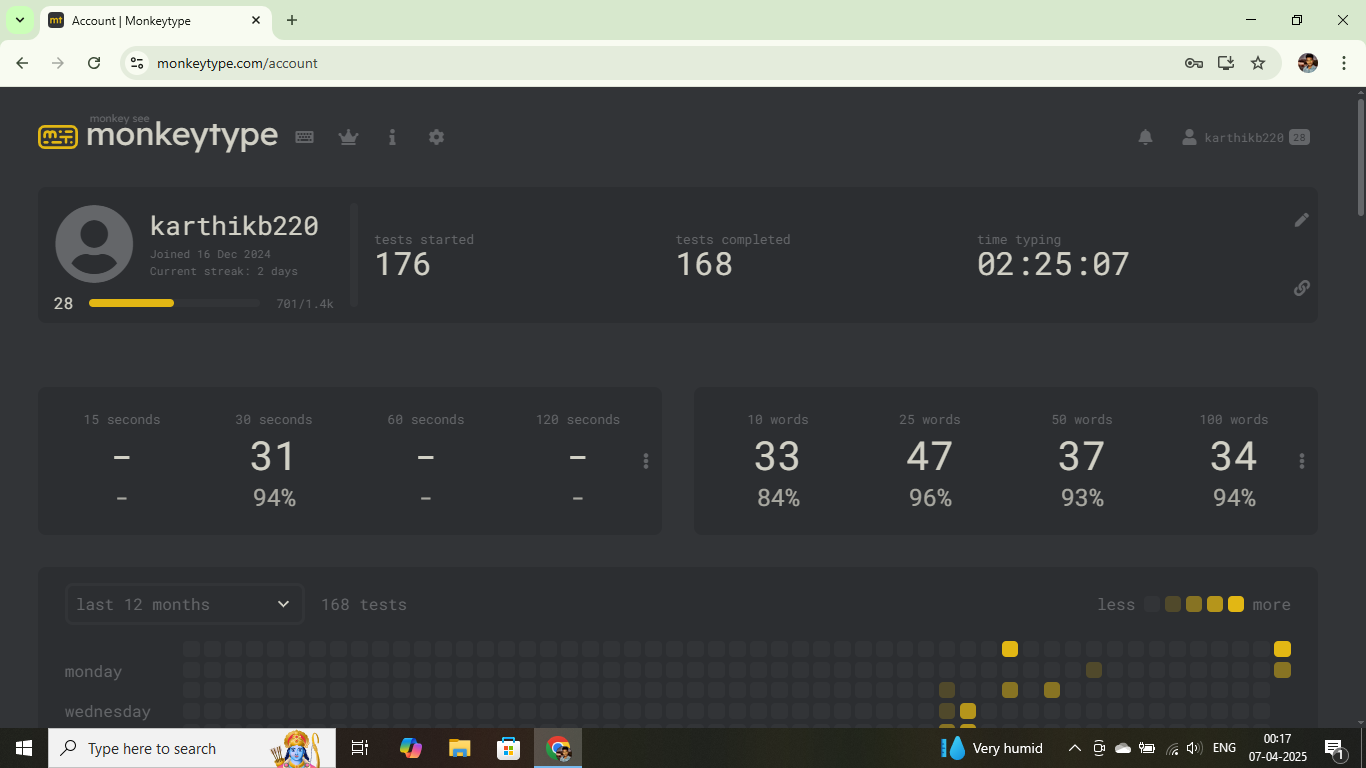 Account | Monkeytype
monkeytype.com/account
monkey see
monkeytype
karthikb220 28
karthikb220
Joined 16 Dec 2024
Current streak: 2 days
28 701/1.4k
tests started
176
tests completed
168
time typing
02:25:07
15 seconds 30 seconds 60 seconds 120 seconds
- 31 - -
- 94% - -
10 words 25 words 50 words 100 words
33 47 37 34
84% 96% 93% 94%
last 12 months 168 tests less more
monday
wednesday
Type here to search
Very humid
ENG
00:17
07-04-2025
1